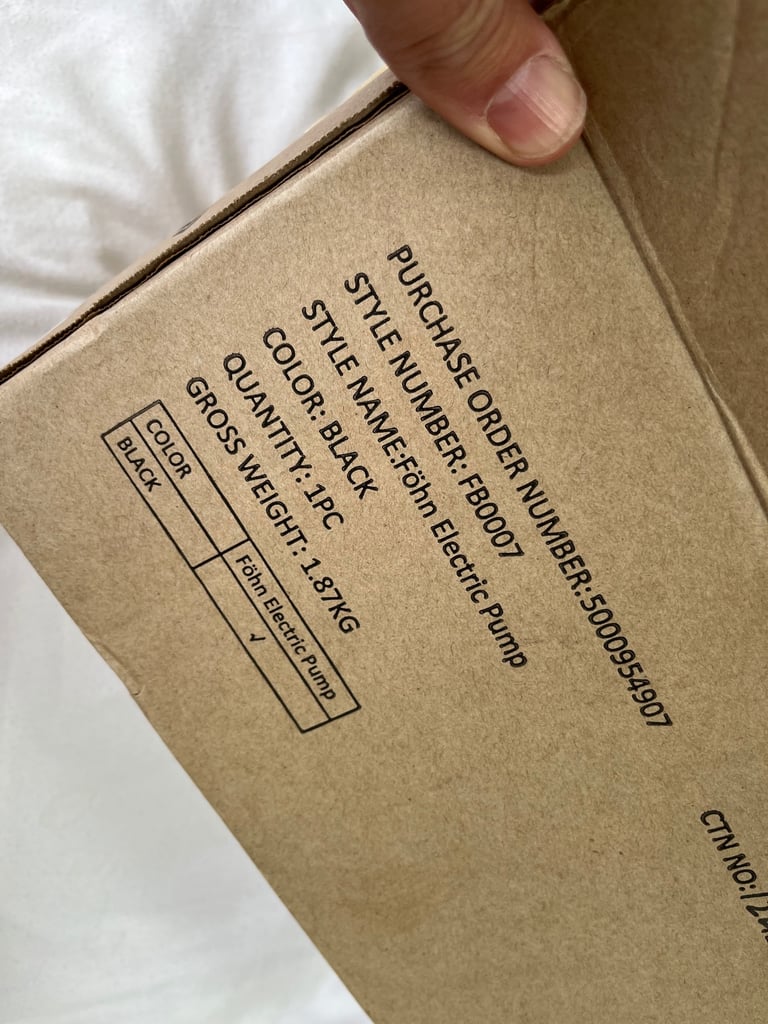 PURCHASE ORDER NUMBER:5000954907
STYLE NUMBER: FB0007
STYLE NAME:Föhn Electric Pump
COLOR: BLACK
QUANTITY: 1PC
GROSS WEIGHT: 1.87KG
COLOR Föhn Electric Pump
BLACK ✓
CTN NO: